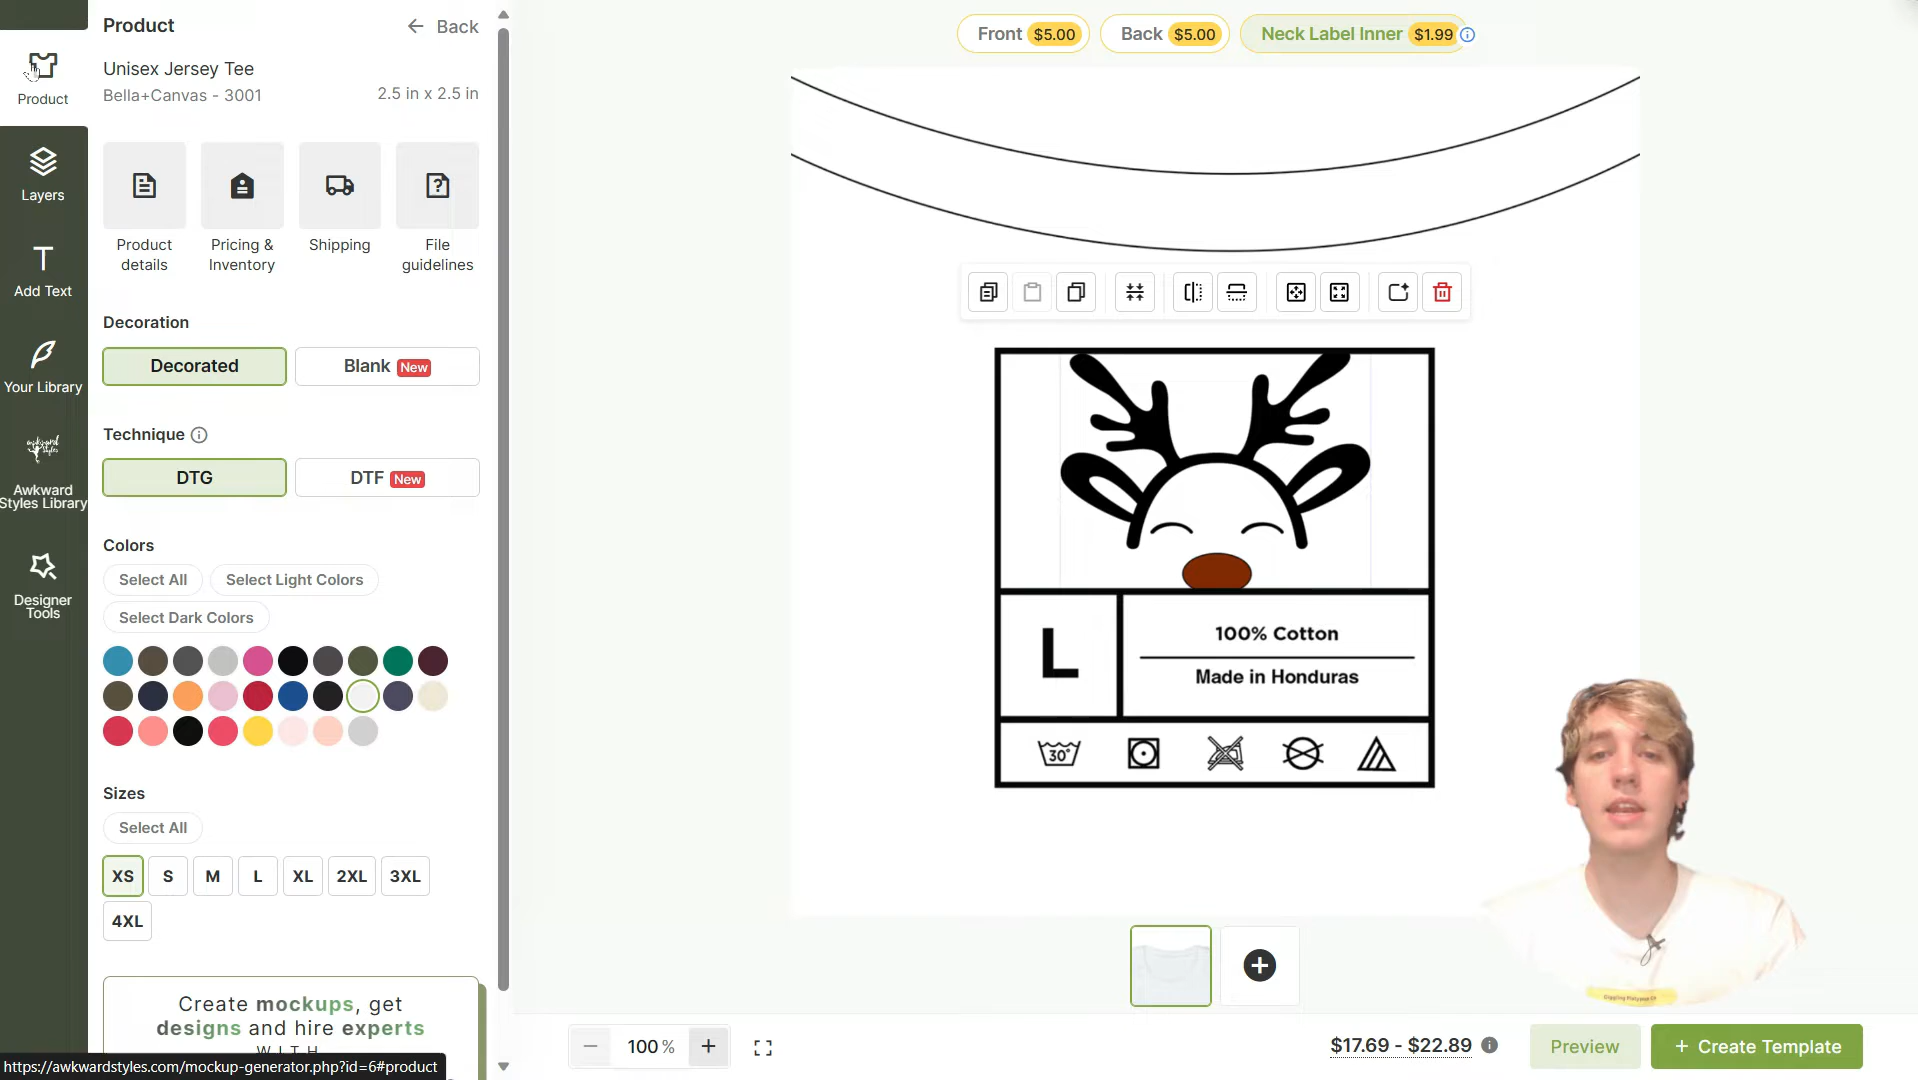 Product
Back
Unisex Jersey Tee
Bella+Canvas - 3001
2.5 in x 2.5 in
Product details
Pricing & Inventory
Shipping
File guidelines
Decoration
Decorated
Blank New
Technique
DTG
DTF New
Colors
Select All
Select Light Colors
Select Dark Colors
Sizes
Select All
XS
S
M
L
XL
2XL
3XL
4XL
Create mockups, get
designs and hire experts
WITH
https://awkwardstyles.com/mockup-generator.php?id=6#product
Product
Layers
Add Text
Your Library
awkward styles
Awkward
Styles Library
Designer
Tools
Front $5.00
Back $5.00
Neck Label Inner $1.99
L
100% Cotton
Made in Honduras
30°
100%
$17.69 - $22.89
Preview
+ Create Template